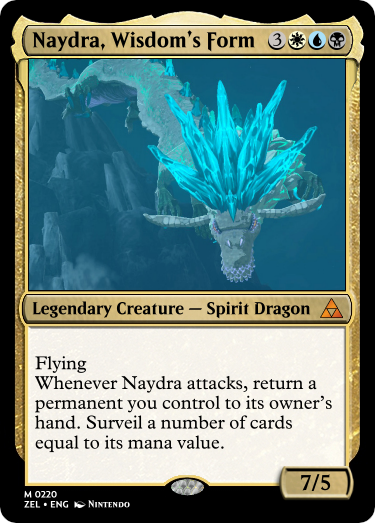 Naydra, Wisdom's Form 3
Legendary Creature — Spirit Dragon
Flying
Whenever Naydra attacks, return a
permanent you control to its owner's
hand. Surveil a number of cards
equal to its mana value.
7/5
M 0220
ZEL • ENG Nintendo